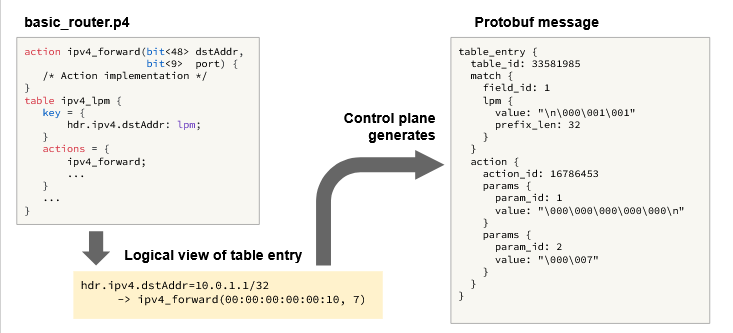 basic_router.p4
action ipv4_forward(bit<48> dstAddr,
                    bit<9>  port) {
   /* Action implementation */
}
table ipv4_lpm {
   key = {
       hdr.ipv4.dstAddr: lpm;
   }
   actions = {
       ipv4_forward;
       ...
   }
   ...
}
Logical view of table entry
hdr.ipv4.dstAddr=10.0.1.1/32
      -> ipv4_forward(00:00:00:00:00:10, 7)
Control plane
generates
Protobuf message
table_entry {
  table_id: 33581985
  match {
    field_id: 1
    lpm {
      value: "\n\000\001\001"
      prefix_len: 32
    }
  }
  action {
    action_id: 16786453
    params {
      param_id: 1
      value: "\000\000\000\000\000\n"
    }
    params {
      param_id: 2
      value: "\000\007"
    }
  }
}